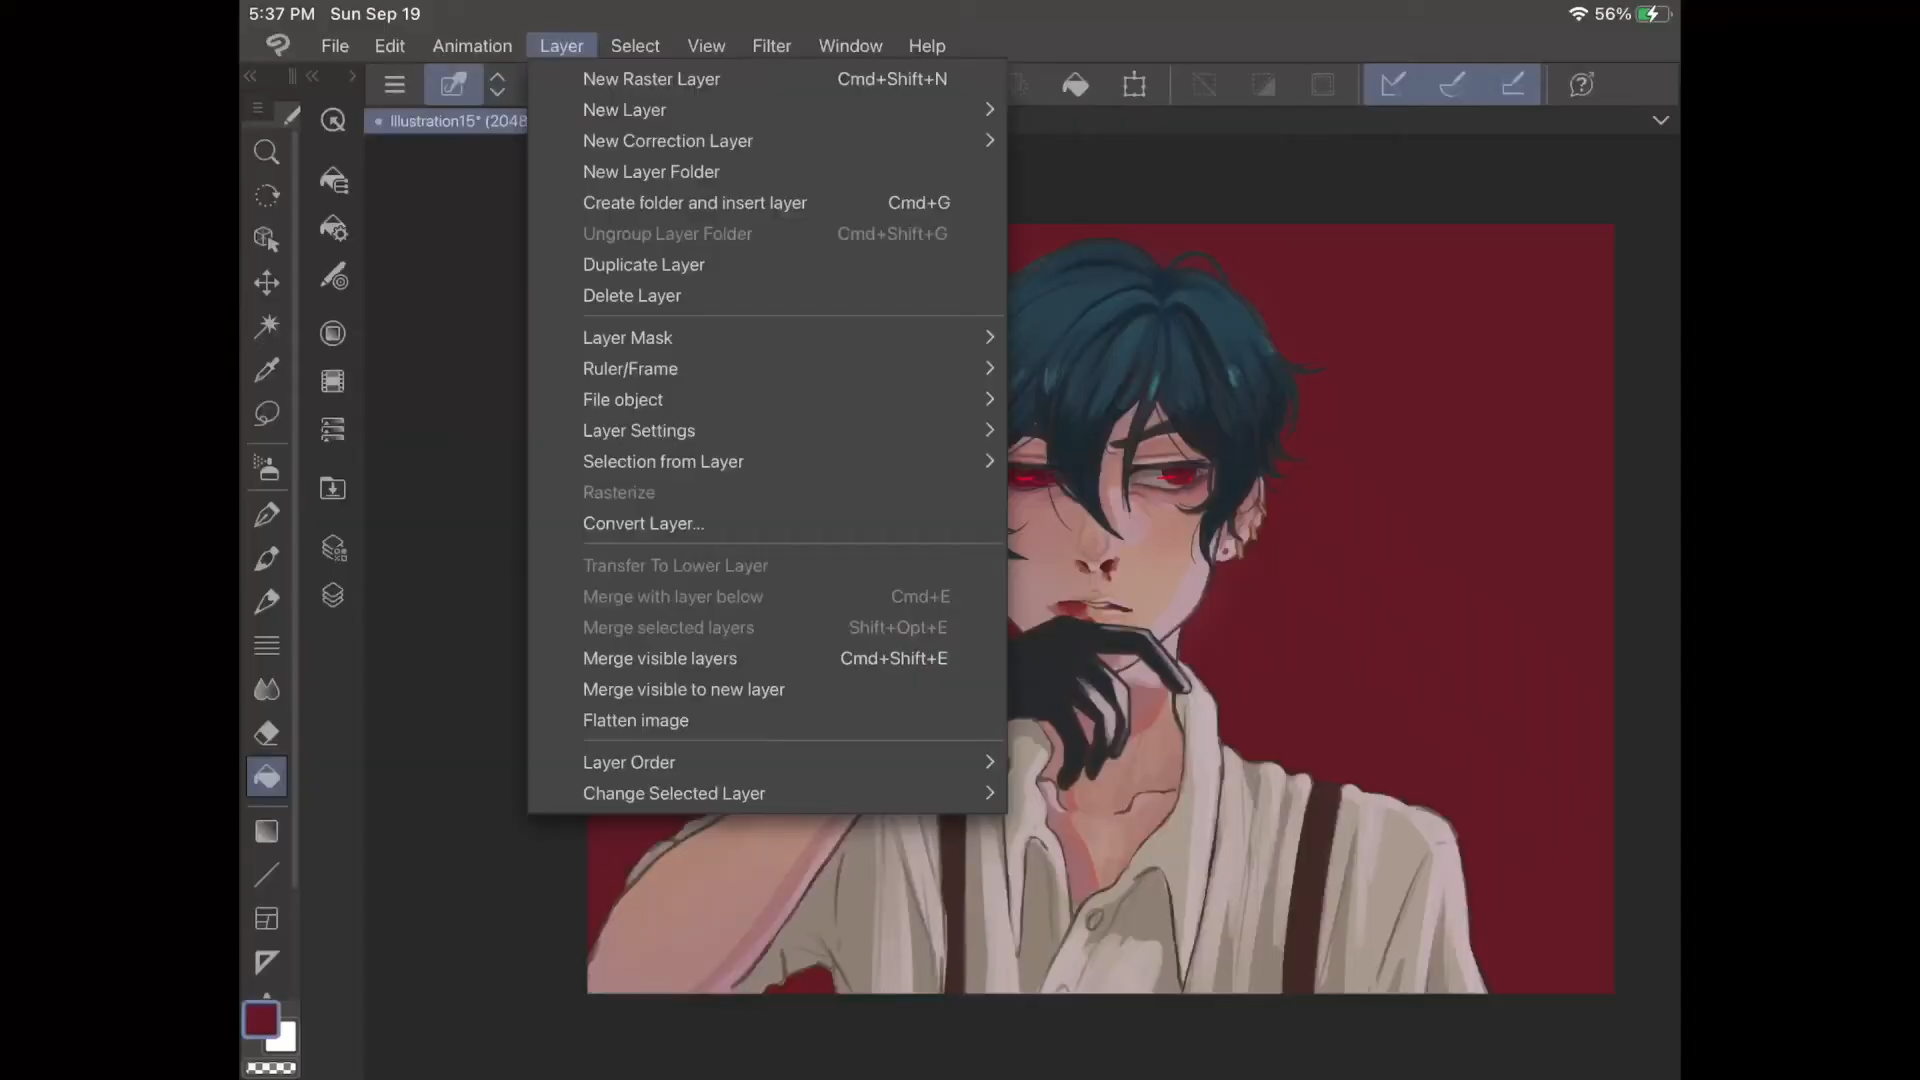 5:37 PM Sun Sep 19 56%
File Edit Animation Layer Select View Filter Window Help
Illustration15* (2048
New Raster Layer Cmd+Shift+N
New Layer
New Correction Layer
New Layer Folder
Create folder and insert layer Cmd+G
Ungroup Layer Folder Cmd+Shift+G
Duplicate Layer
Delete Layer
Layer Mask
Ruler/Frame
File object
Layer Settings
Selection from Layer
Rasterize
Convert Layer...
Transfer To Lower Layer
Merge with layer below Cmd+E
Merge selected layers Shift+Opt+E
Merge visible layers Cmd+Shift+E
Merge visible to new layer
Flatten image
Layer Order
Change Selected Layer